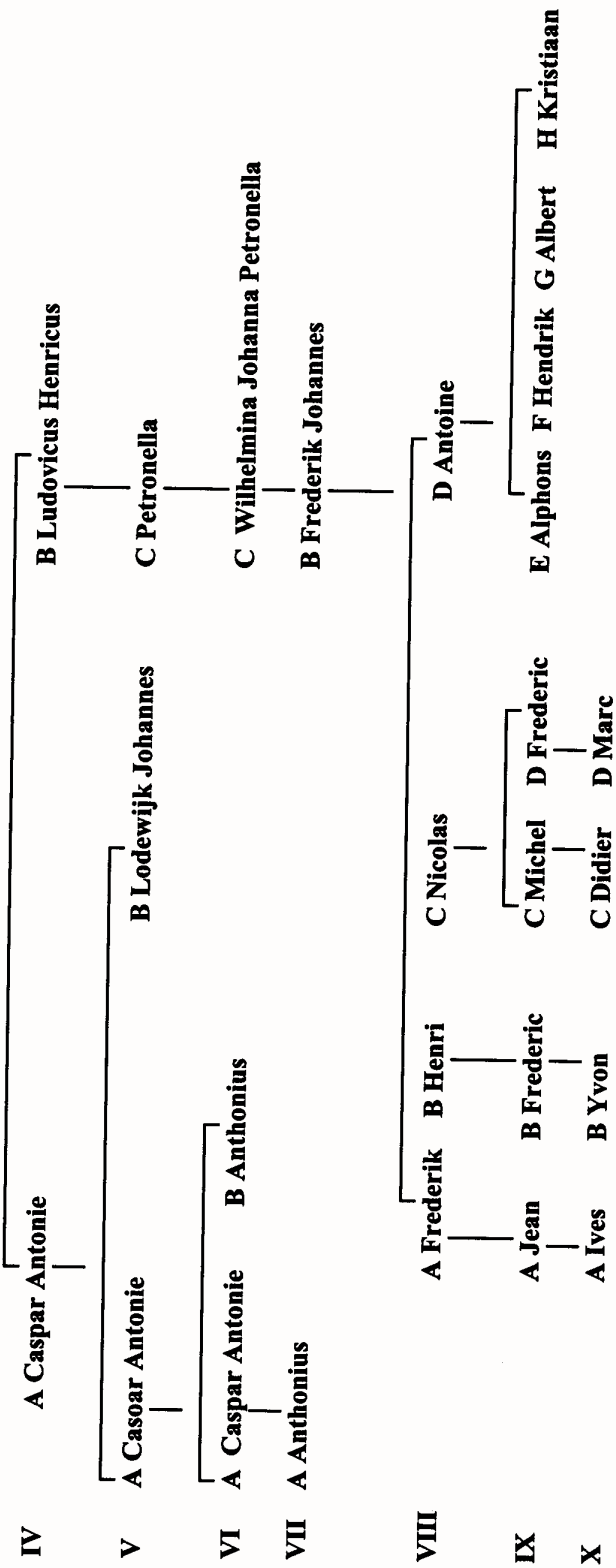 IV A Caspar Antonie B Ludovicus Henricus
V A Casoar Antonie B Lodewijk Johannes C Petronella
VI A Caspar Antonie B Anthonius C Wilhelmina Johanna Petronella
VII A Anthonius B Frederik Johannes
VIII A Frederik B Henri C Nicolas D Antoine
IX A Jean B Frederic C Michel D Frederic E Alphons F Hendrik G Albert H Kristiaan
X A Ives B Yvon C Didier D Marc